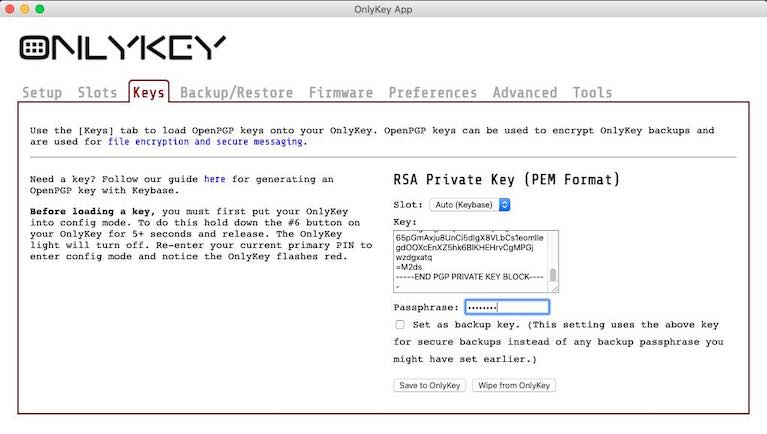 OnlyKey App
ONLYKEY
Setup Slots Keys Backup/Restore Firmware Preferences Advanced Tools
Use the [Keys] tab to load OpenPGP keys onto your OnlyKey. OpenPGP keys can be used to encrypt OnlyKey backups and
are used for file encryption and secure messaging.
Need a key? Follow our guide here for generating an
OpenPGP key with Keybase.
Before loading a key, you must first put your OnlyKey
into config mode. To do this hold down the #6 button on
your OnlyKey for 5+ seconds and release. The OnlyKey
light will turn off. Re-enter your current primary PIN to
enter config mode and notice the OnlyKey flashes red.
RSA Private Key (PEM Format)
Slot: Auto (Keybase)
Key:
65pGmAxju8UnCi5dlgX8VLbCs1eomlle
gdOOXcEnXZ5hk6BlKHEHrvCgMPGj
wzdgxatq
=M2ds
-----END PGP PRIVATE KEY BLOCK----
-
Passphrase: ••••••••
Set as backup key. (This setting uses the above key
for secure backups instead of any backup passphrase you
might have set earlier.)
Save to OnlyKey Wipe from OnlyKey